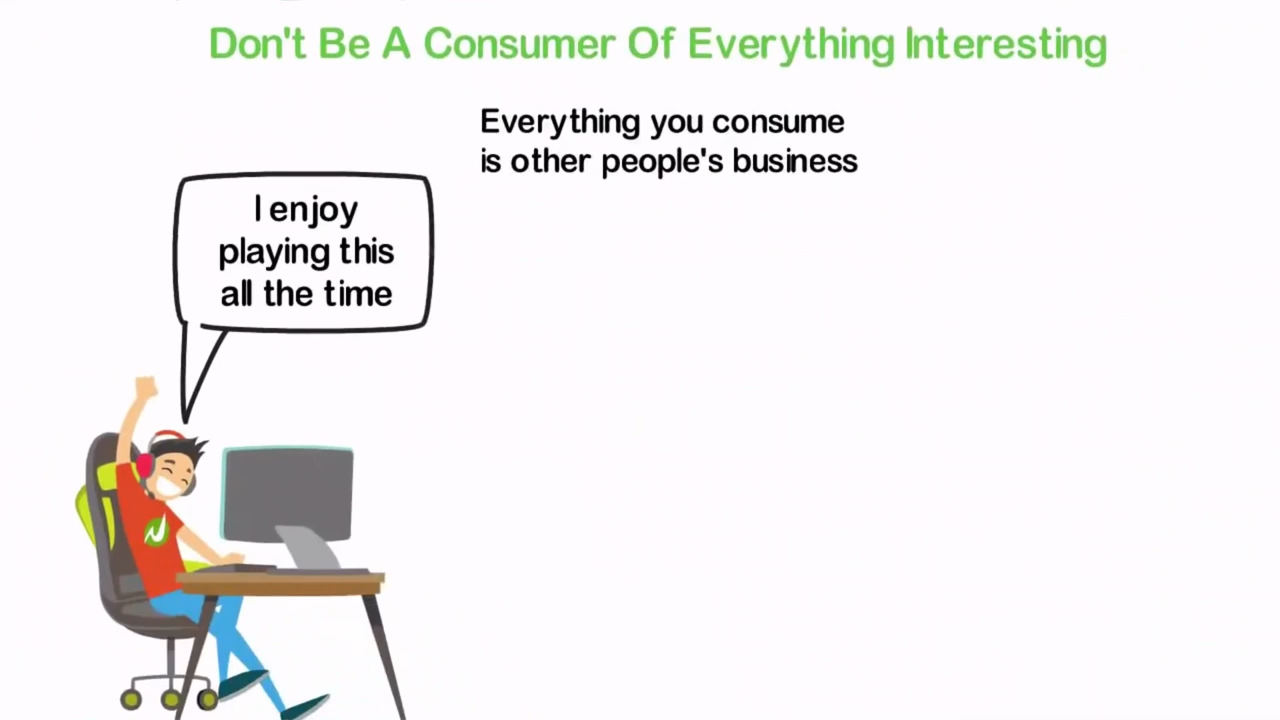 Don't Be A Consumer Of Everything Interesting
Everything you consume
is other people's business
I enjoy
playing this
all the time